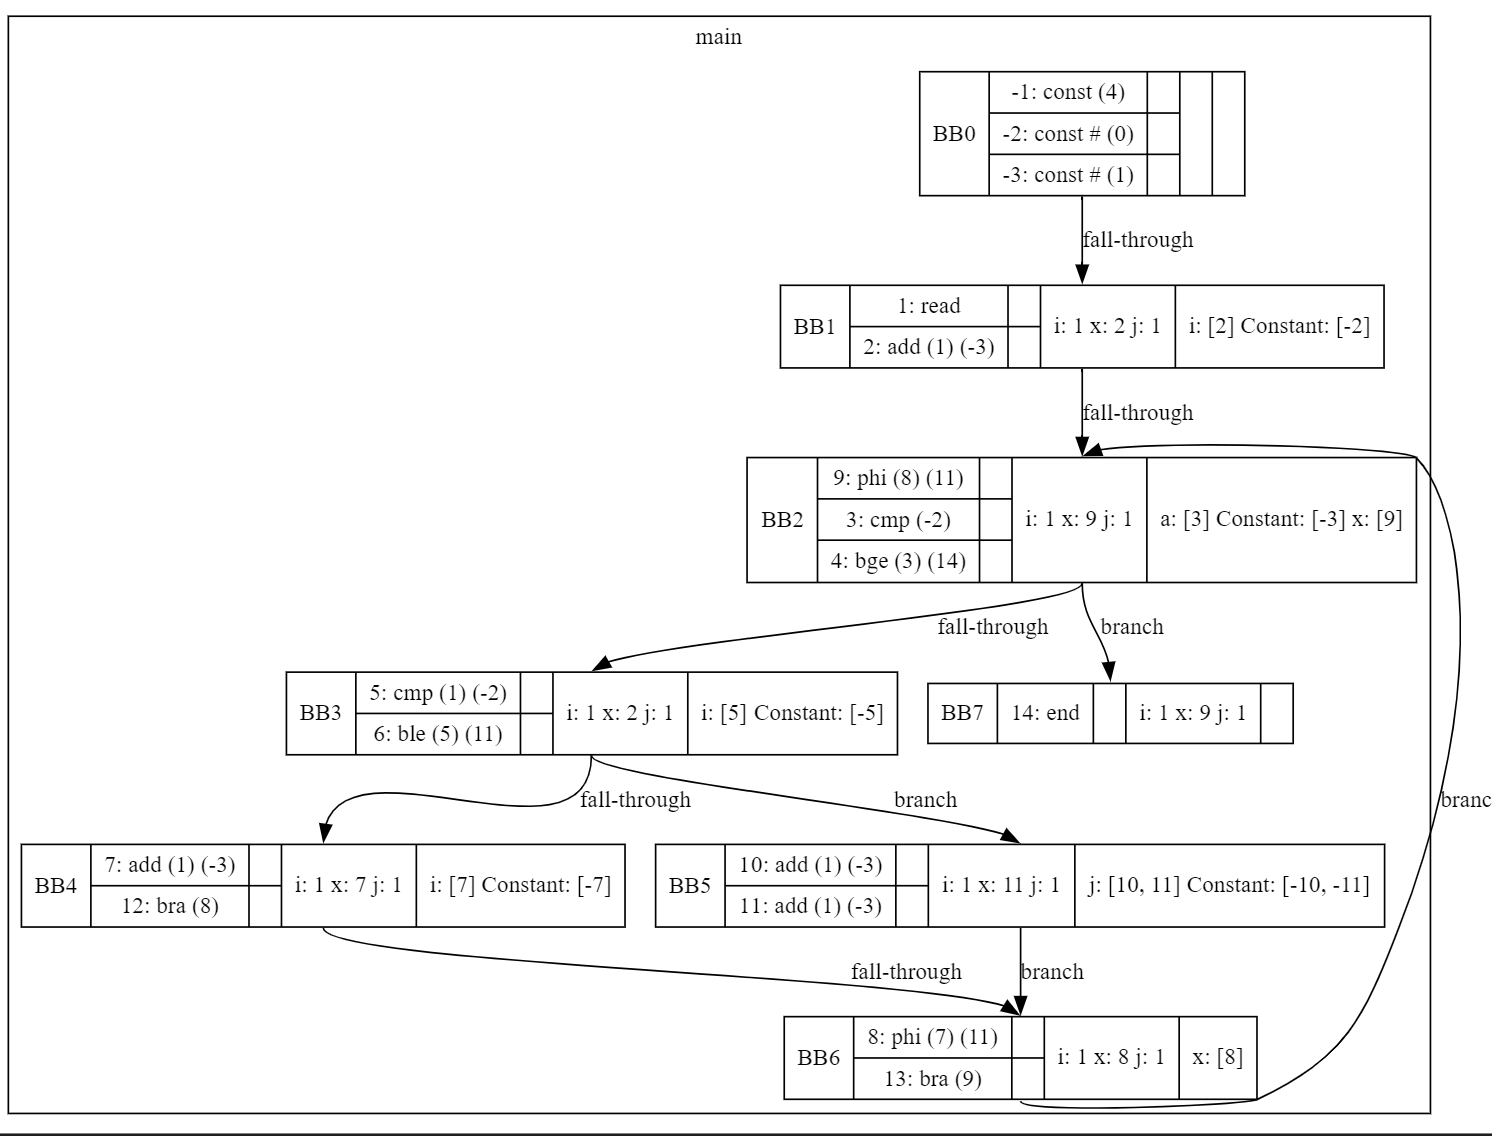 main
BB0
-1: const (4)
-2: const # (0)
-3: const # (1)
fall-through
BB1
1: read
2: add (1) (-3)
i: 1 x: 2 j: 1
i: [2] Constant: [-2]
fall-through
BB2
9: phi (8) (11)
3: cmp (-2)
4: bge (3) (14)
i: 1 x: 9 j: 1
a: [3] Constant: [-3] x: [9]
fall-through
branch
BB3
5: cmp (1) (-2)
6: ble (5) (11)
i: 1 x: 2 j: 1
i: [5] Constant: [-5]
BB7
14: end
i: 1 x: 9 j: 1
fall-through
branch
branc
BB4
7: add (1) (-3)
12: bra (8)
i: 1 x: 7 j: 1
i: [7] Constant: [-7]
BB5
10: add (1) (-3)
11: add (1) (-3)
i: 1 x: 11 j: 1
j: [10, 11] Constant: [-10, -11]
fall-through
branch
BB6
8: phi (7) (11)
13: bra (9)
i: 1 x: 8 j: 1
x: [8]